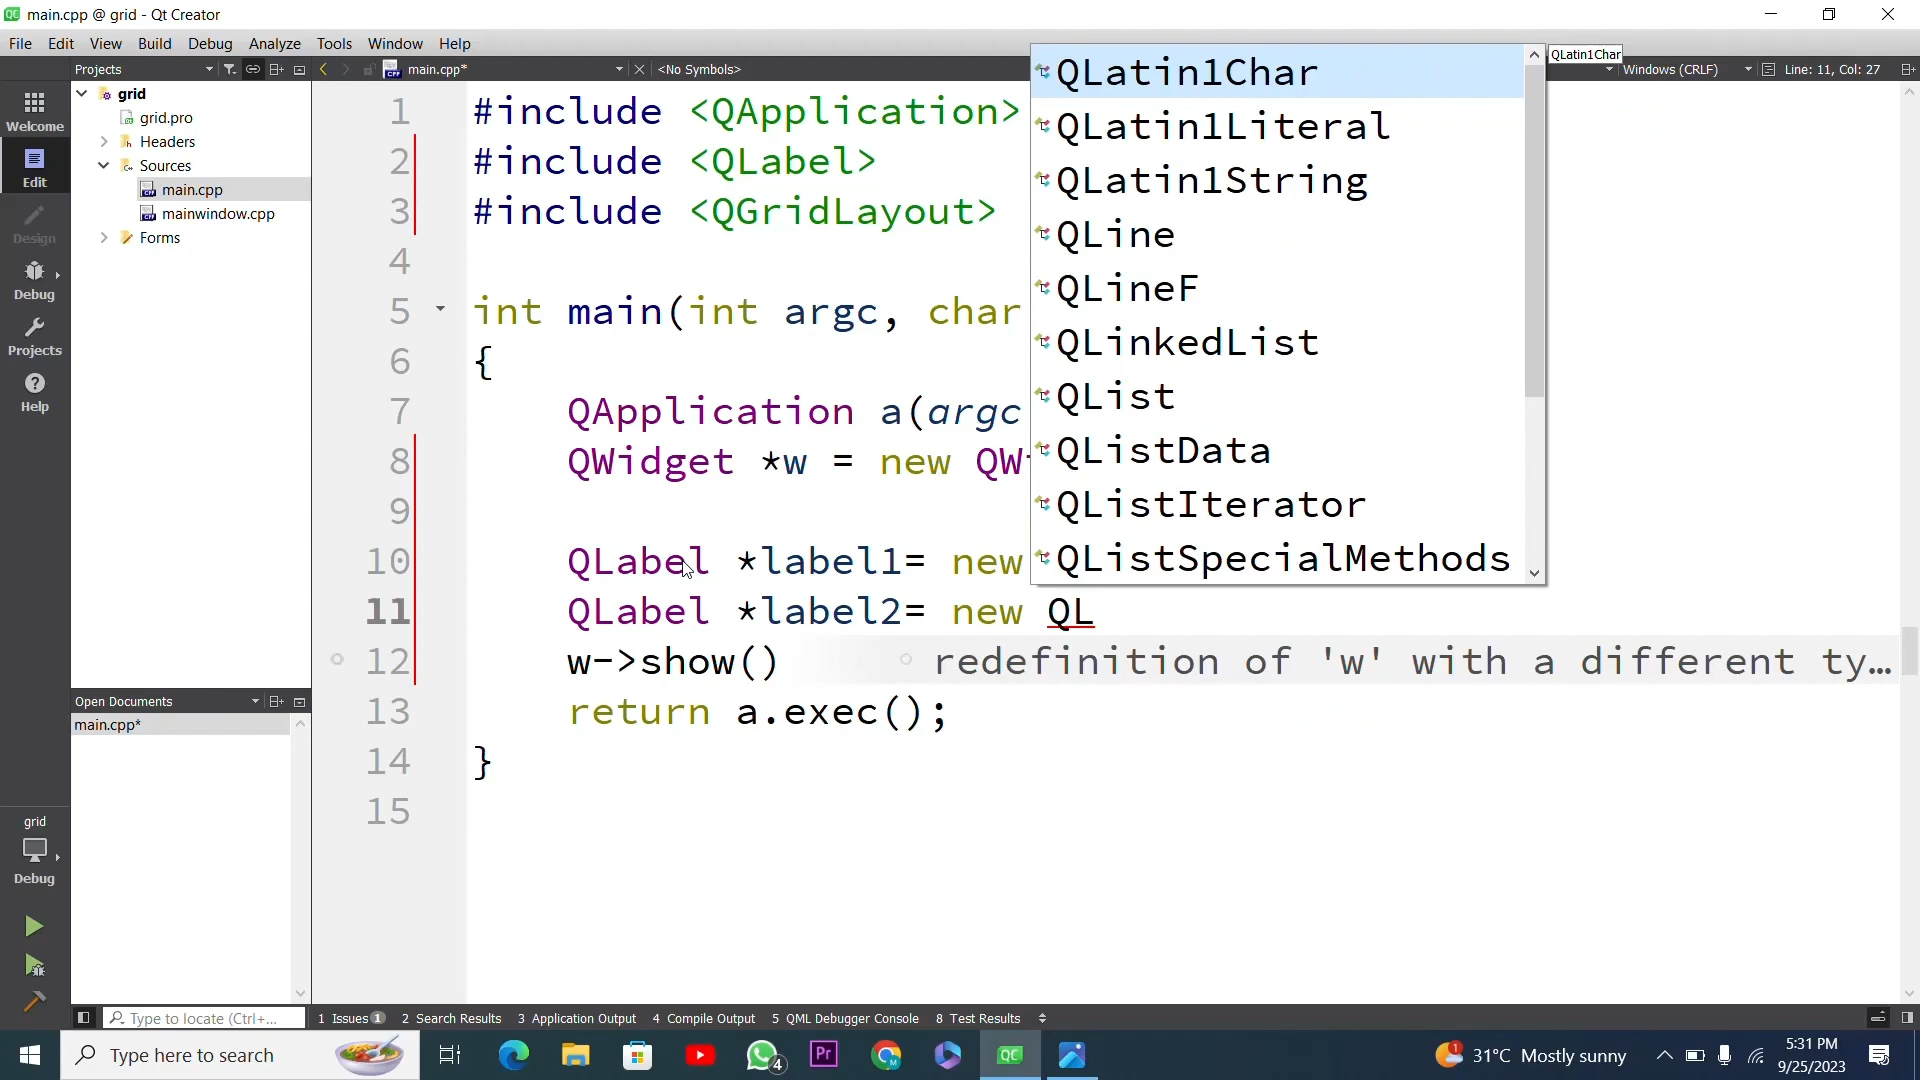 main.cpp @ grid - Qt Creator
File Edit View Build Debug Analyze Tools Window Help
Projects
main.cpp*
<No Symbols>
QLatin1Char
Windows (CRLF)
Line: 11, Col: 27
Welcome
Edit
Design
Debug
Projects
Help
grid
grid.pro
Headers
Sources
main.cpp
mainwindow.cpp
Forms
1 #include <QApplication>
2 #include <QLabel>
3 #include <QGridLayout>
4
5 int main(int argc, char
6 {
7 QApplication a(argc
8 QWidget *w = new QWi
9
10 QLabel *label1= new
11 QLabel *label2= new QL
12 w->show() redefinition of 'w' with a different ty…
13 return a.exec();
14 }
15
QLatin1Char
QLatin1Literal
QLatin1String
QLine
QLineF
QLinkedList
QList
QListData
QListIterator
QListSpecialMethods
Open Documents
main.cpp*
grid
Debug
Type to locate (Ctrl+...
1 Issues 1 2 Search Results 3 Application Output 4 Compile Output 5 QML Debugger Console 8 Test Results
Type here to search
4
Pr
QC
1
31°C Mostly sunny
5:31 PM
9/25/2023